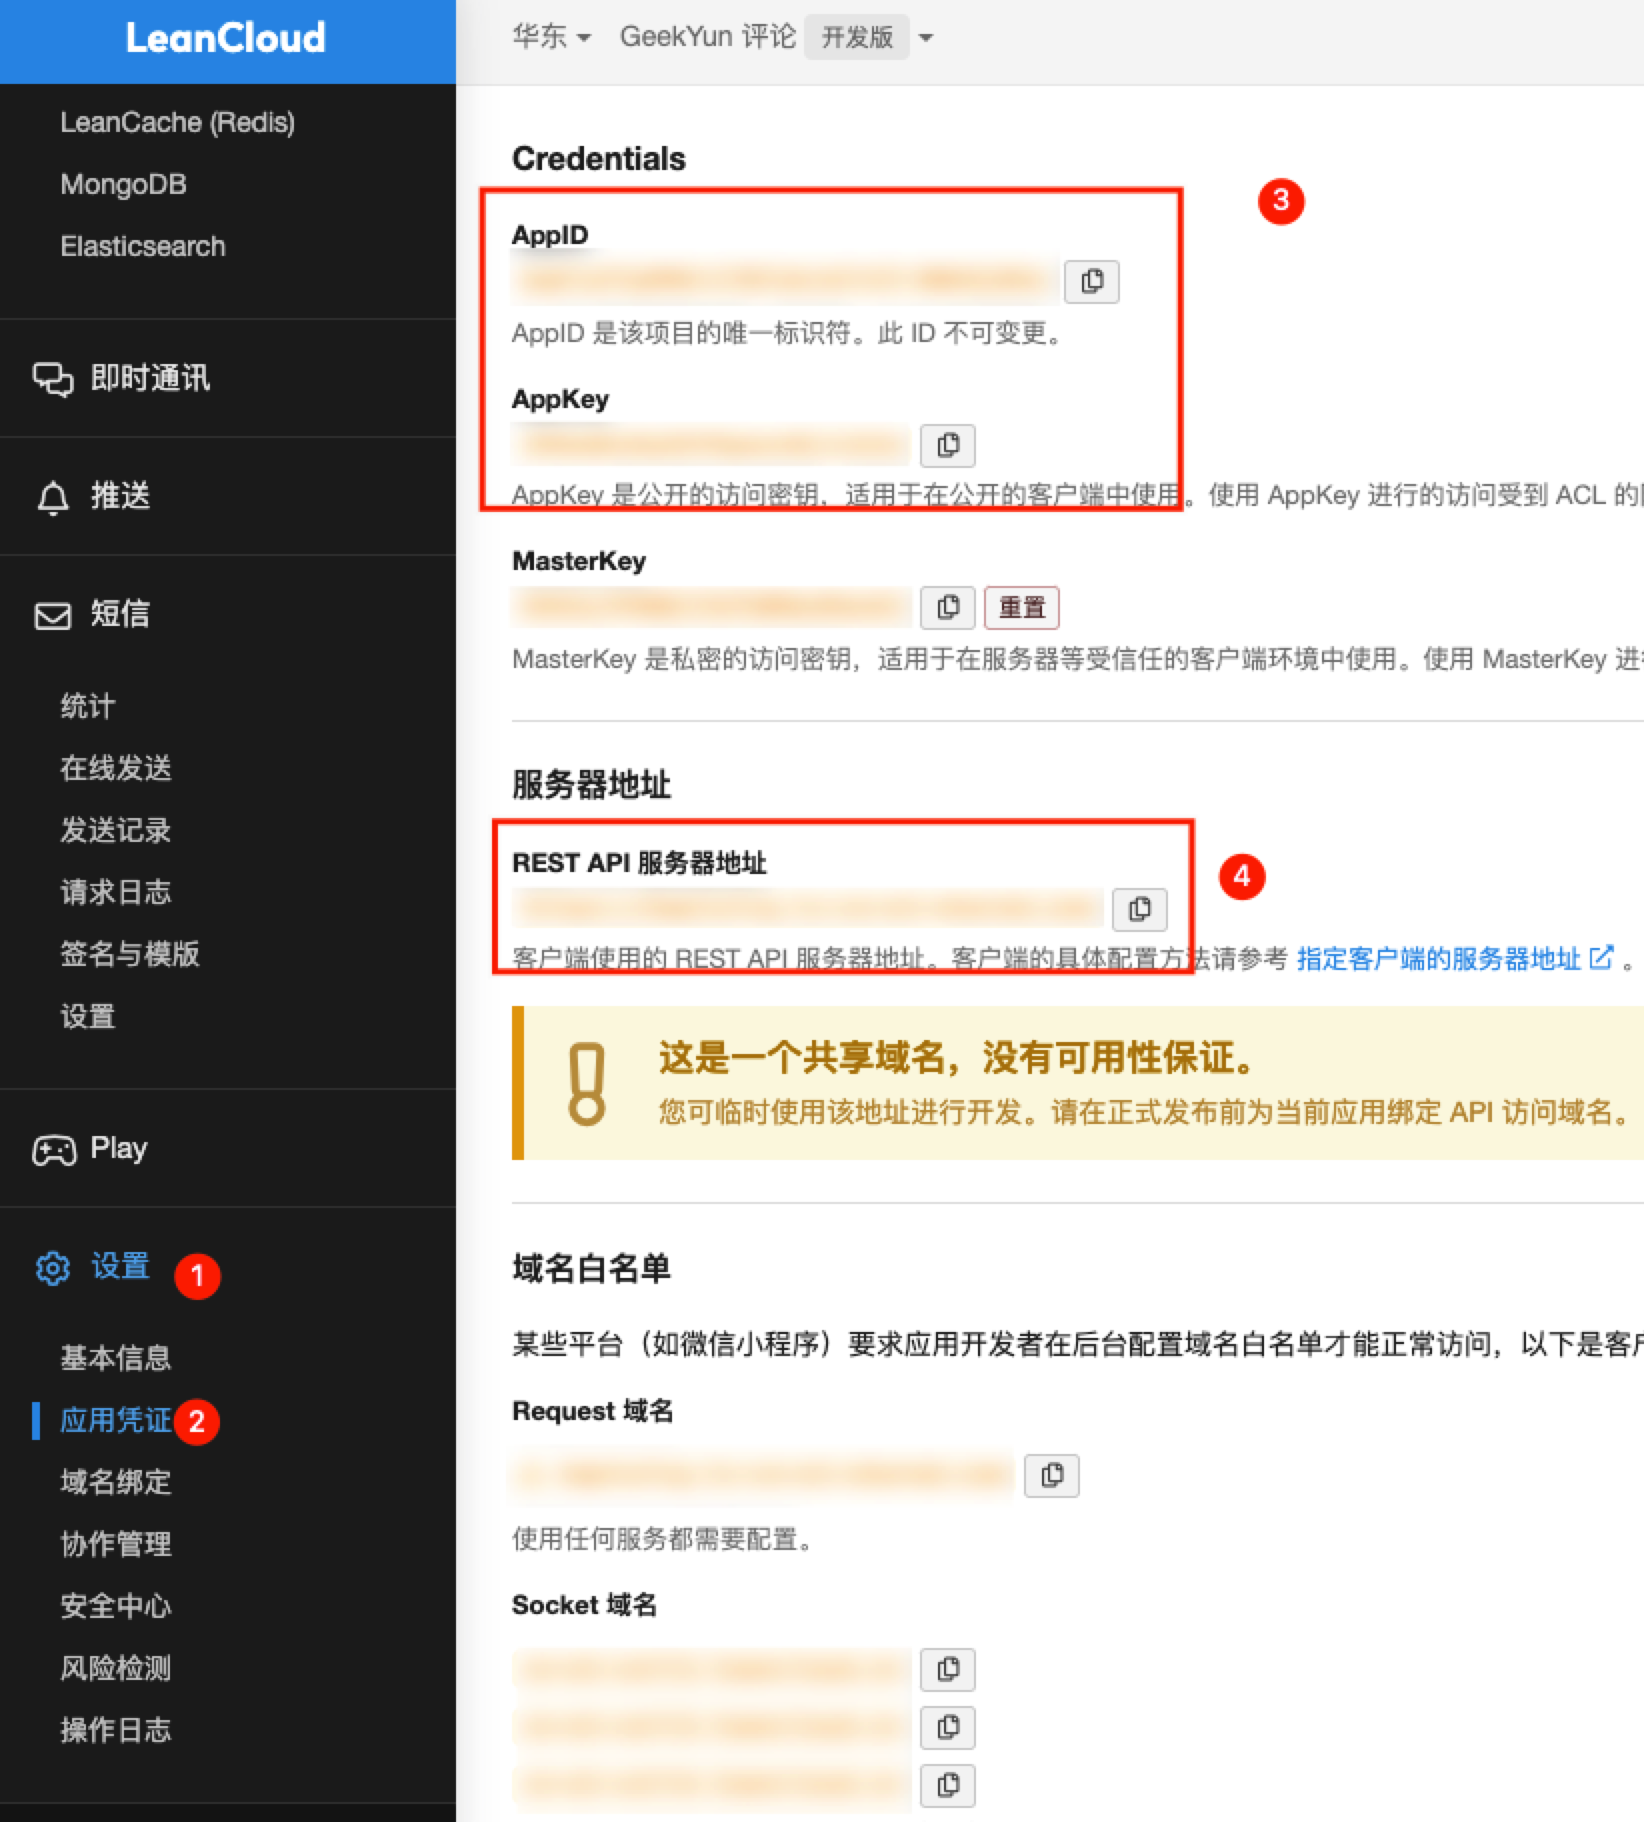 LeanCloud
华东 GeekYun 评论 开发版
LeanCache (Redis)
MongoDB
Elasticsearch
即时通讯
推送
短信
统计
在线发送
发送记录
请求日志
签名与模版
设置
Play
设置 1
基本信息
应用凭证 2
域名绑定
协作管理
安全中心
风险检测
操作日志
Credentials
3
AppID
AppID 是该项目的唯一标识符。此 ID 不可变更。
AppKey
AppKey 是公开的访问密钥，适用于在公开的客户端中使用。使用 AppKey 进行的访问受到 ACL 的
MasterKey
重置
MasterKey 是私密的访问密钥，适用于在服务器等受信任的客户端环境中使用。使用 MasterKey 进
服务器地址
REST API 服务器地址
4
客户端使用的 REST API 服务器地址。客户端的具体配置方法请参考 指定客户端的服务器地址 。
这是一个共享域名，没有可用性保证。
您可临时使用该地址进行开发。请在正式发布前为当前应用绑定 API 访问域名。
域名白名单
某些平台（如微信小程序）要求应用开发者在后台配置域名白名单才能正常访问，以下是客户
Request 域名
使用任何服务都需要配置。
Socket 域名